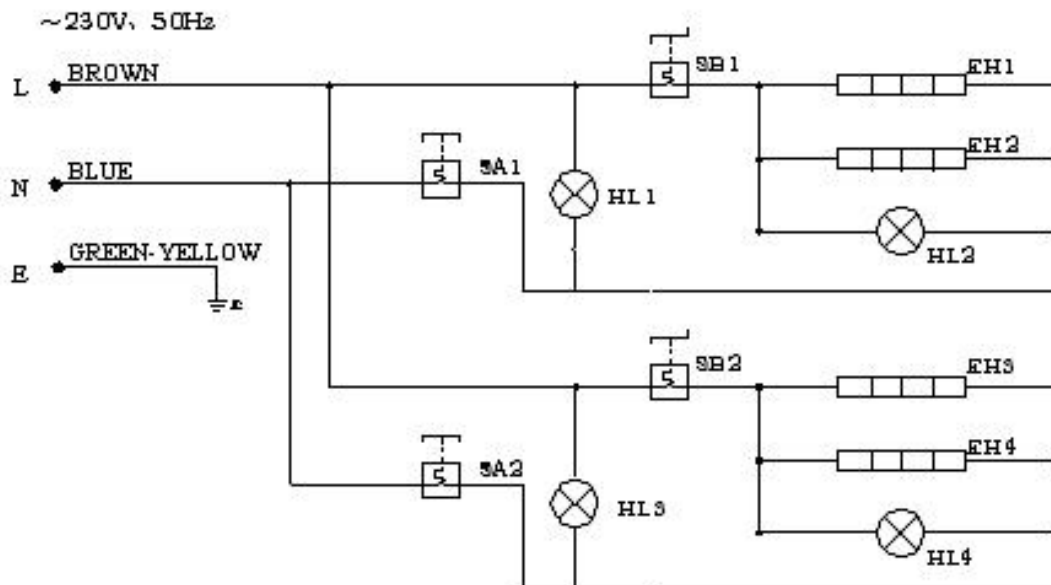 ~230V、50Hz
L BROWN
SB1
EH1
EH2
N BLUE
SA1
HL1
HL2
E GREEN-YELLOW
SB2
EH3
EH4
SA2
HL3
HL4